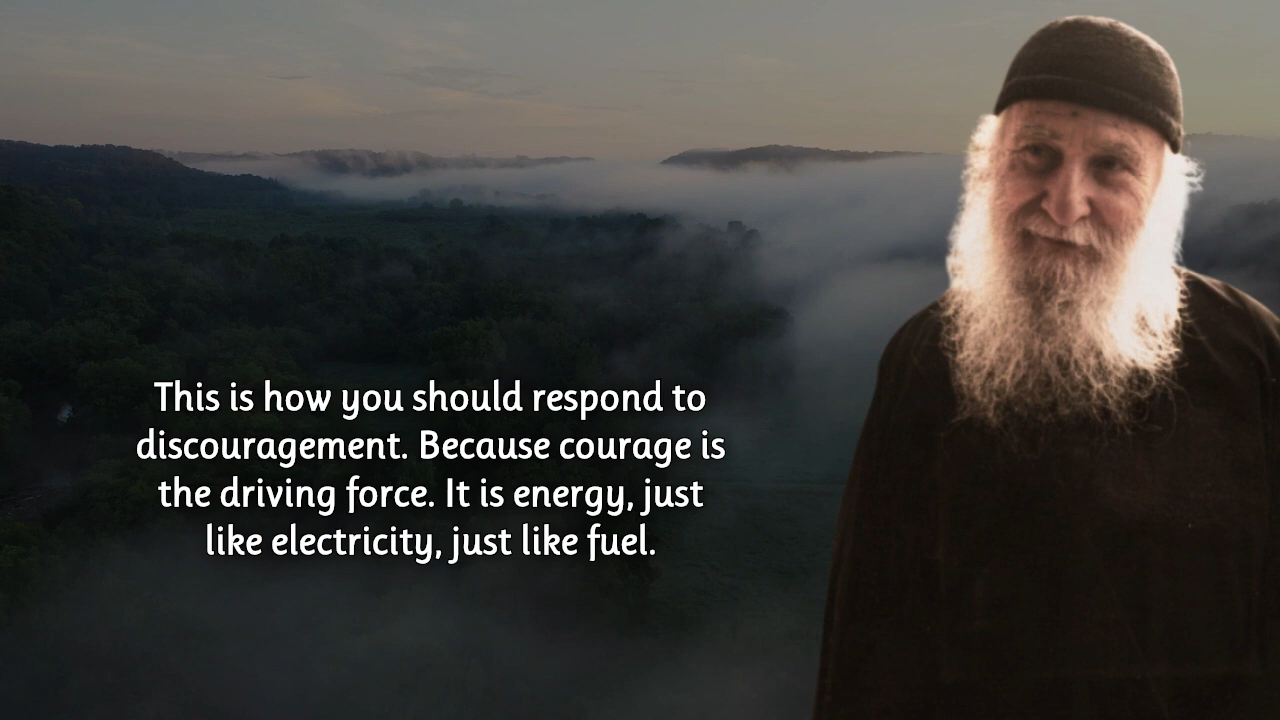 This is how you should respond to
discouragement. Because courage is
the driving force. It is energy, just
like electricity, just like fuel.